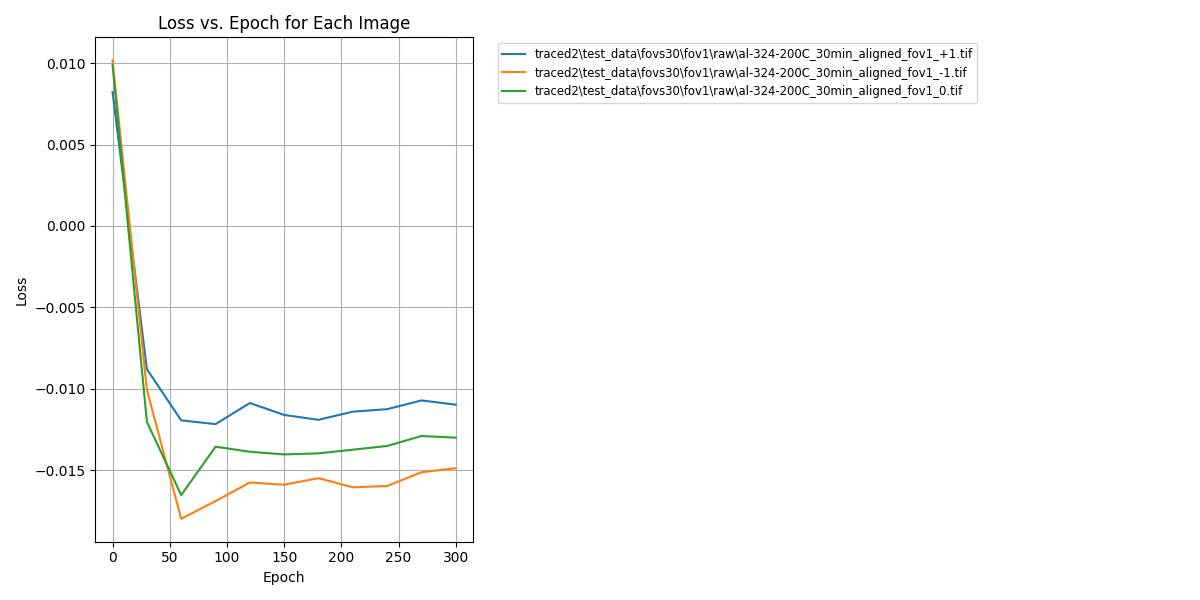 Loss vs. Epoch for Each Image
traced2\test_data\fovs30\fov1\raw\al-324-200C_30min_aligned_fov1_+1.tif
traced2\test_data\fovs30\fov1\raw\al-324-200C_30min_aligned_fov1_-1.tif
traced2\test_data\fovs30\fov1\raw\al-324-200C_30min_aligned_fov1_0.tif
Loss
0.010
0.005
0.000
−0.005
−0.010
−0.015
0 50 100 150 200 250 300
Epoch